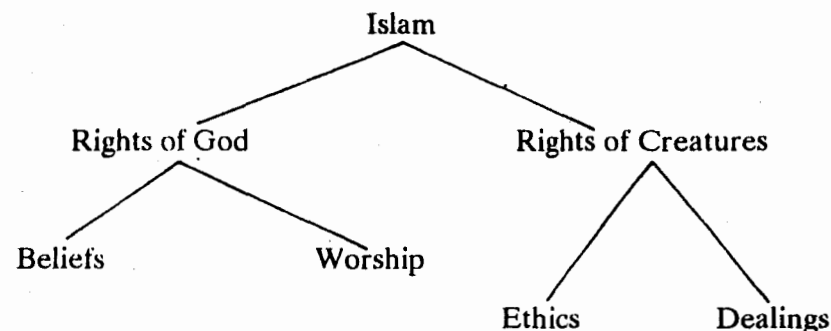 Islam
Rights of God Rights of Creatures
Beliefs Worship
Ethics Dealings